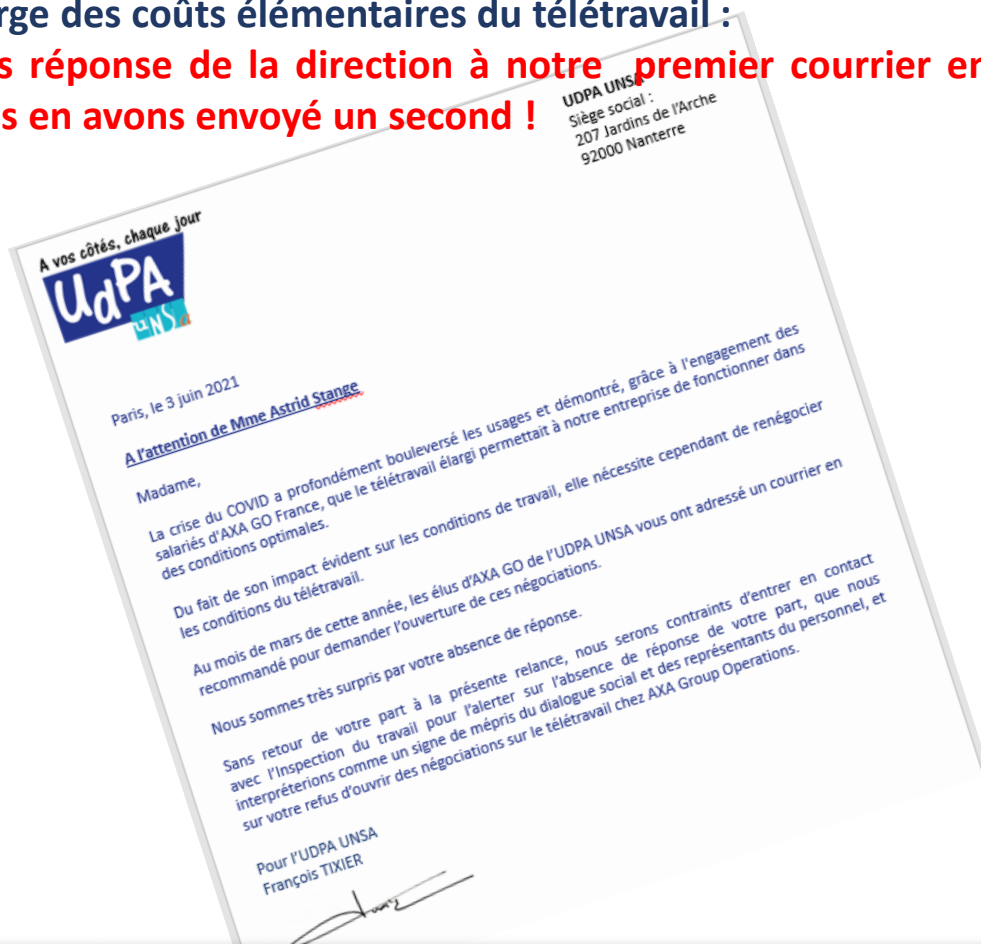 rge des coûts élémentaires du télétravail :
s réponse de la direction à notre premier courrier en
s en avons envoyé un second !
UDPA UNSA
Siège social :
207 Jardins de l'Arche
92000 Nanterre
A vos côtés, chaque jour
UdPA
UNSa
Paris, le 3 juin 2021
A l'attention de Mme Astrid Stange
Madame,
La crise du COVID a profondément bouleversé les usages et démontré, grâce à l'engagement des
salariés d'AXA GO France, que le télétravail élargi permettait à notre entreprise de fonctionner dans
des conditions optimales.
Du fait de son impact évident sur les conditions de travail, elle nécessite cependant de renégocier
les conditions du télétravail.
Au mois de mars de cette année, les élus d'AXA GO de l'UDPA UNSA vous ont adressé un courrier en
recommandé pour demander l'ouverture de ces négociations.
Nous sommes très surpris par votre absence de réponse.
Sans retour de votre part à la présente relance, nous serons contraints d'entrer en contact
avec l'Inspection du travail pour l'alerter sur l'absence de réponse de votre part, que nous
interpréterions comme un signe de mépris du dialogue social et des représentants du personnel, et
sur votre refus d'ouvrir des négociations sur le télétravail chez AXA Group Operations.
Pour l'UDPA UNSA
François TIXIER